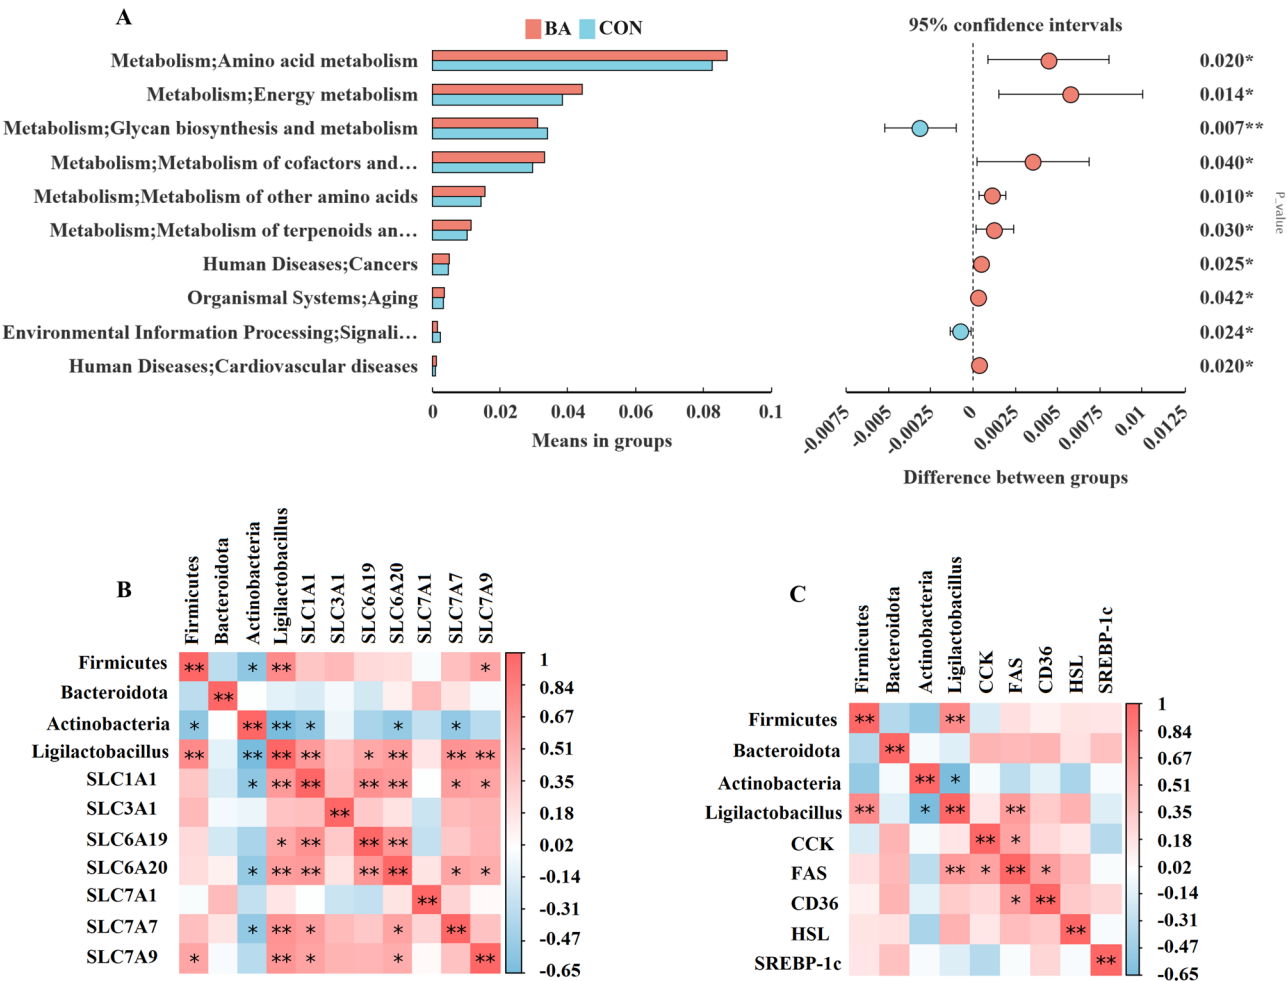 A
BA CON
95% confidence intervals
Metabolism;Amino acid metabolism 0.020*
Metabolism;Energy metabolism 0.014*
Metabolism;Glycan biosynthesis and metabolism 0.007**
Metabolism;Metabolism of cofactors and… 0.040*
Metabolism;Metabolism of other amino acids 0.010*
Metabolism;Metabolism of terpenoids an… 0.030*
Human Diseases;Cancers 0.025*
Organismal Systems;Aging 0.042*
Environmental Information Processing;Signali… 0.024*
Human Diseases;Cardiovascular diseases 0.020*
P_value
0 0.02 0.04 0.06 0.08 0.1
Means in groups
-0.0075 -0.005 -0.0025 0 0.0025 0.005 0.0075 0.01 0.0125
Difference between groups
B
Firmicutes Bacteroidota Actinobacteria Ligilactobacillus SLC1A1 SLC3A1 SLC6A19 SLC6A20 SLC7A1 SLC7A7 SLC7A9
Firmicutes ** * ** *
Bacteroidota **
Actinobacteria * ** ** * * *
Ligilactobacillus ** ** ** ** * ** ** **
SLC1A1 * ** ** ** ** * *
SLC3A1 **
SLC6A19 * ** ** **
SLC6A20 * ** ** ** ** * *
SLC7A1 **
SLC7A7 * ** * * **
SLC7A9 * ** * * **
1
0.84
0.67
0.51
0.35
0.18
0.02
-0.14
-0.31
-0.47
-0.65
C
Firmicutes Bacteroidota Actinobacteria Ligilactobacillus CCK FAS CD36 HSL SREBP-1c
Firmicutes ** **
Bacteroidota **
Actinobacteria ** *
Ligilactobacillus ** * ** **
CCK ** *
FAS ** * ** *
CD36 * **
HSL **
SREBP-1c **
1
0.84
0.67
0.51
0.35
0.18
0.02
-0.14
-0.31
-0.47
-0.65